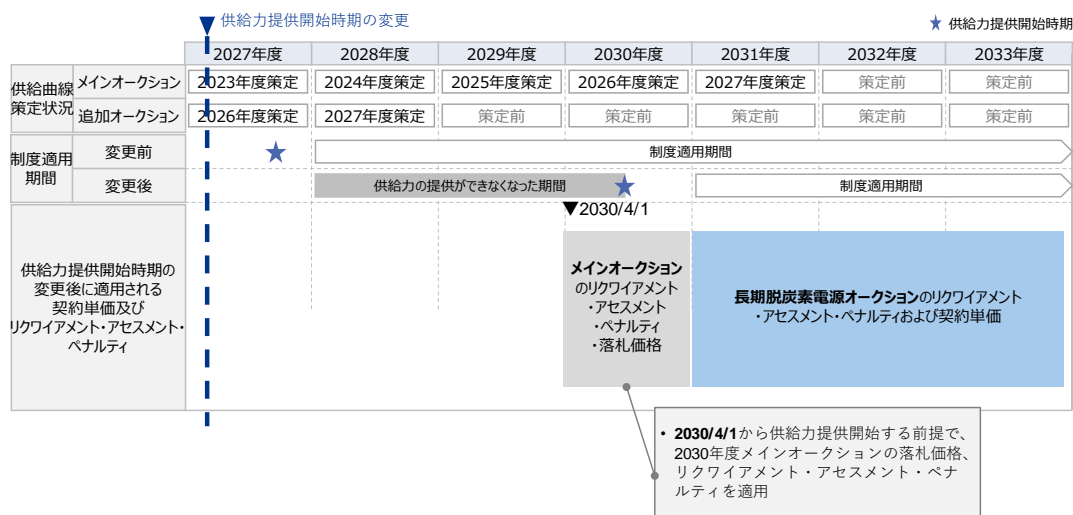 供給力提供開始時期の変更
★ 供給力提供開始時期
2027年度 2028年度 2029年度 2030年度 2031年度 2032年度 2033年度
供給曲線
策定状況
メインオークション 2023年度策定 2024年度策定 2025年度策定 2026年度策定 2027年度策定 策定前 策定前
追加オークション 2026年度策定 2027年度策定 策定前 策定前 策定前 策定前 策定前
制度適用
期間
変更前 ★ 制度適用期間
変更後 供給力の提供ができなくなった期間 ★ 制度適用期間
▼2030/4/1
供給力提供開始時期の
変更後に適用される
契約単価及び
リクワイアメント・アセスメント・
ペナルティ
メインオークション
のリクワイアメント
・アセスメント
・ペナルティ
・落札価格
長期脱炭素電源オークションのリクワイアメント
・アセスメント・ペナルティおよび契約単価
• 2030/4/1から供給力提供開始する前提で、
2030年度メインオークションの落札価格、
リクワイアメント・アセスメント・ペナ
ルティを適用